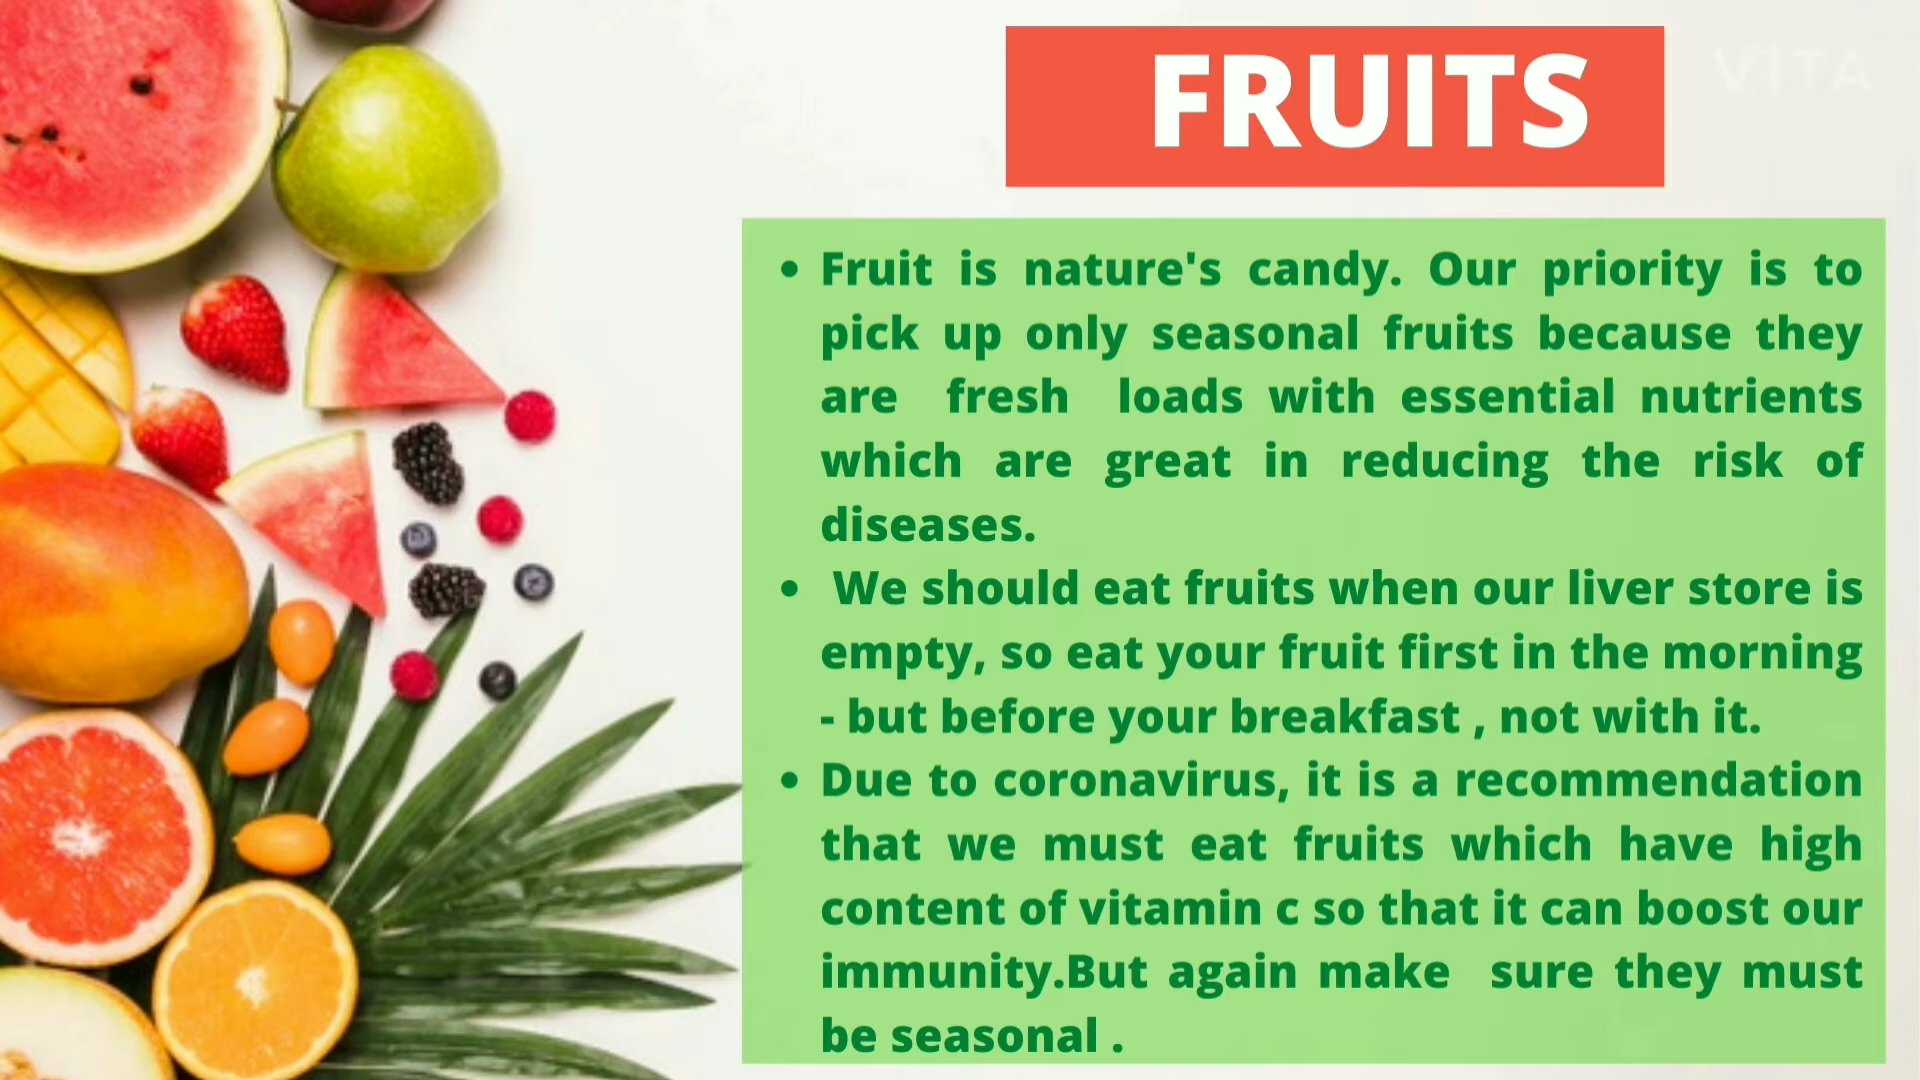 FRUITS
VITA
• Fruit is nature's candy. Our priority is to
pick up only seasonal fruits because they
are fresh loads with essential nutrients
which are great in reducing the risk of
diseases.
• We should eat fruits when our liver store is
empty, so eat your fruit first in the morning
- but before your breakfast , not with it.
• Due to coronavirus, it is a recommendation
that we must eat fruits which have high
content of vitamin c so that it can boost our
immunity.But again make sure they must
be seasonal .